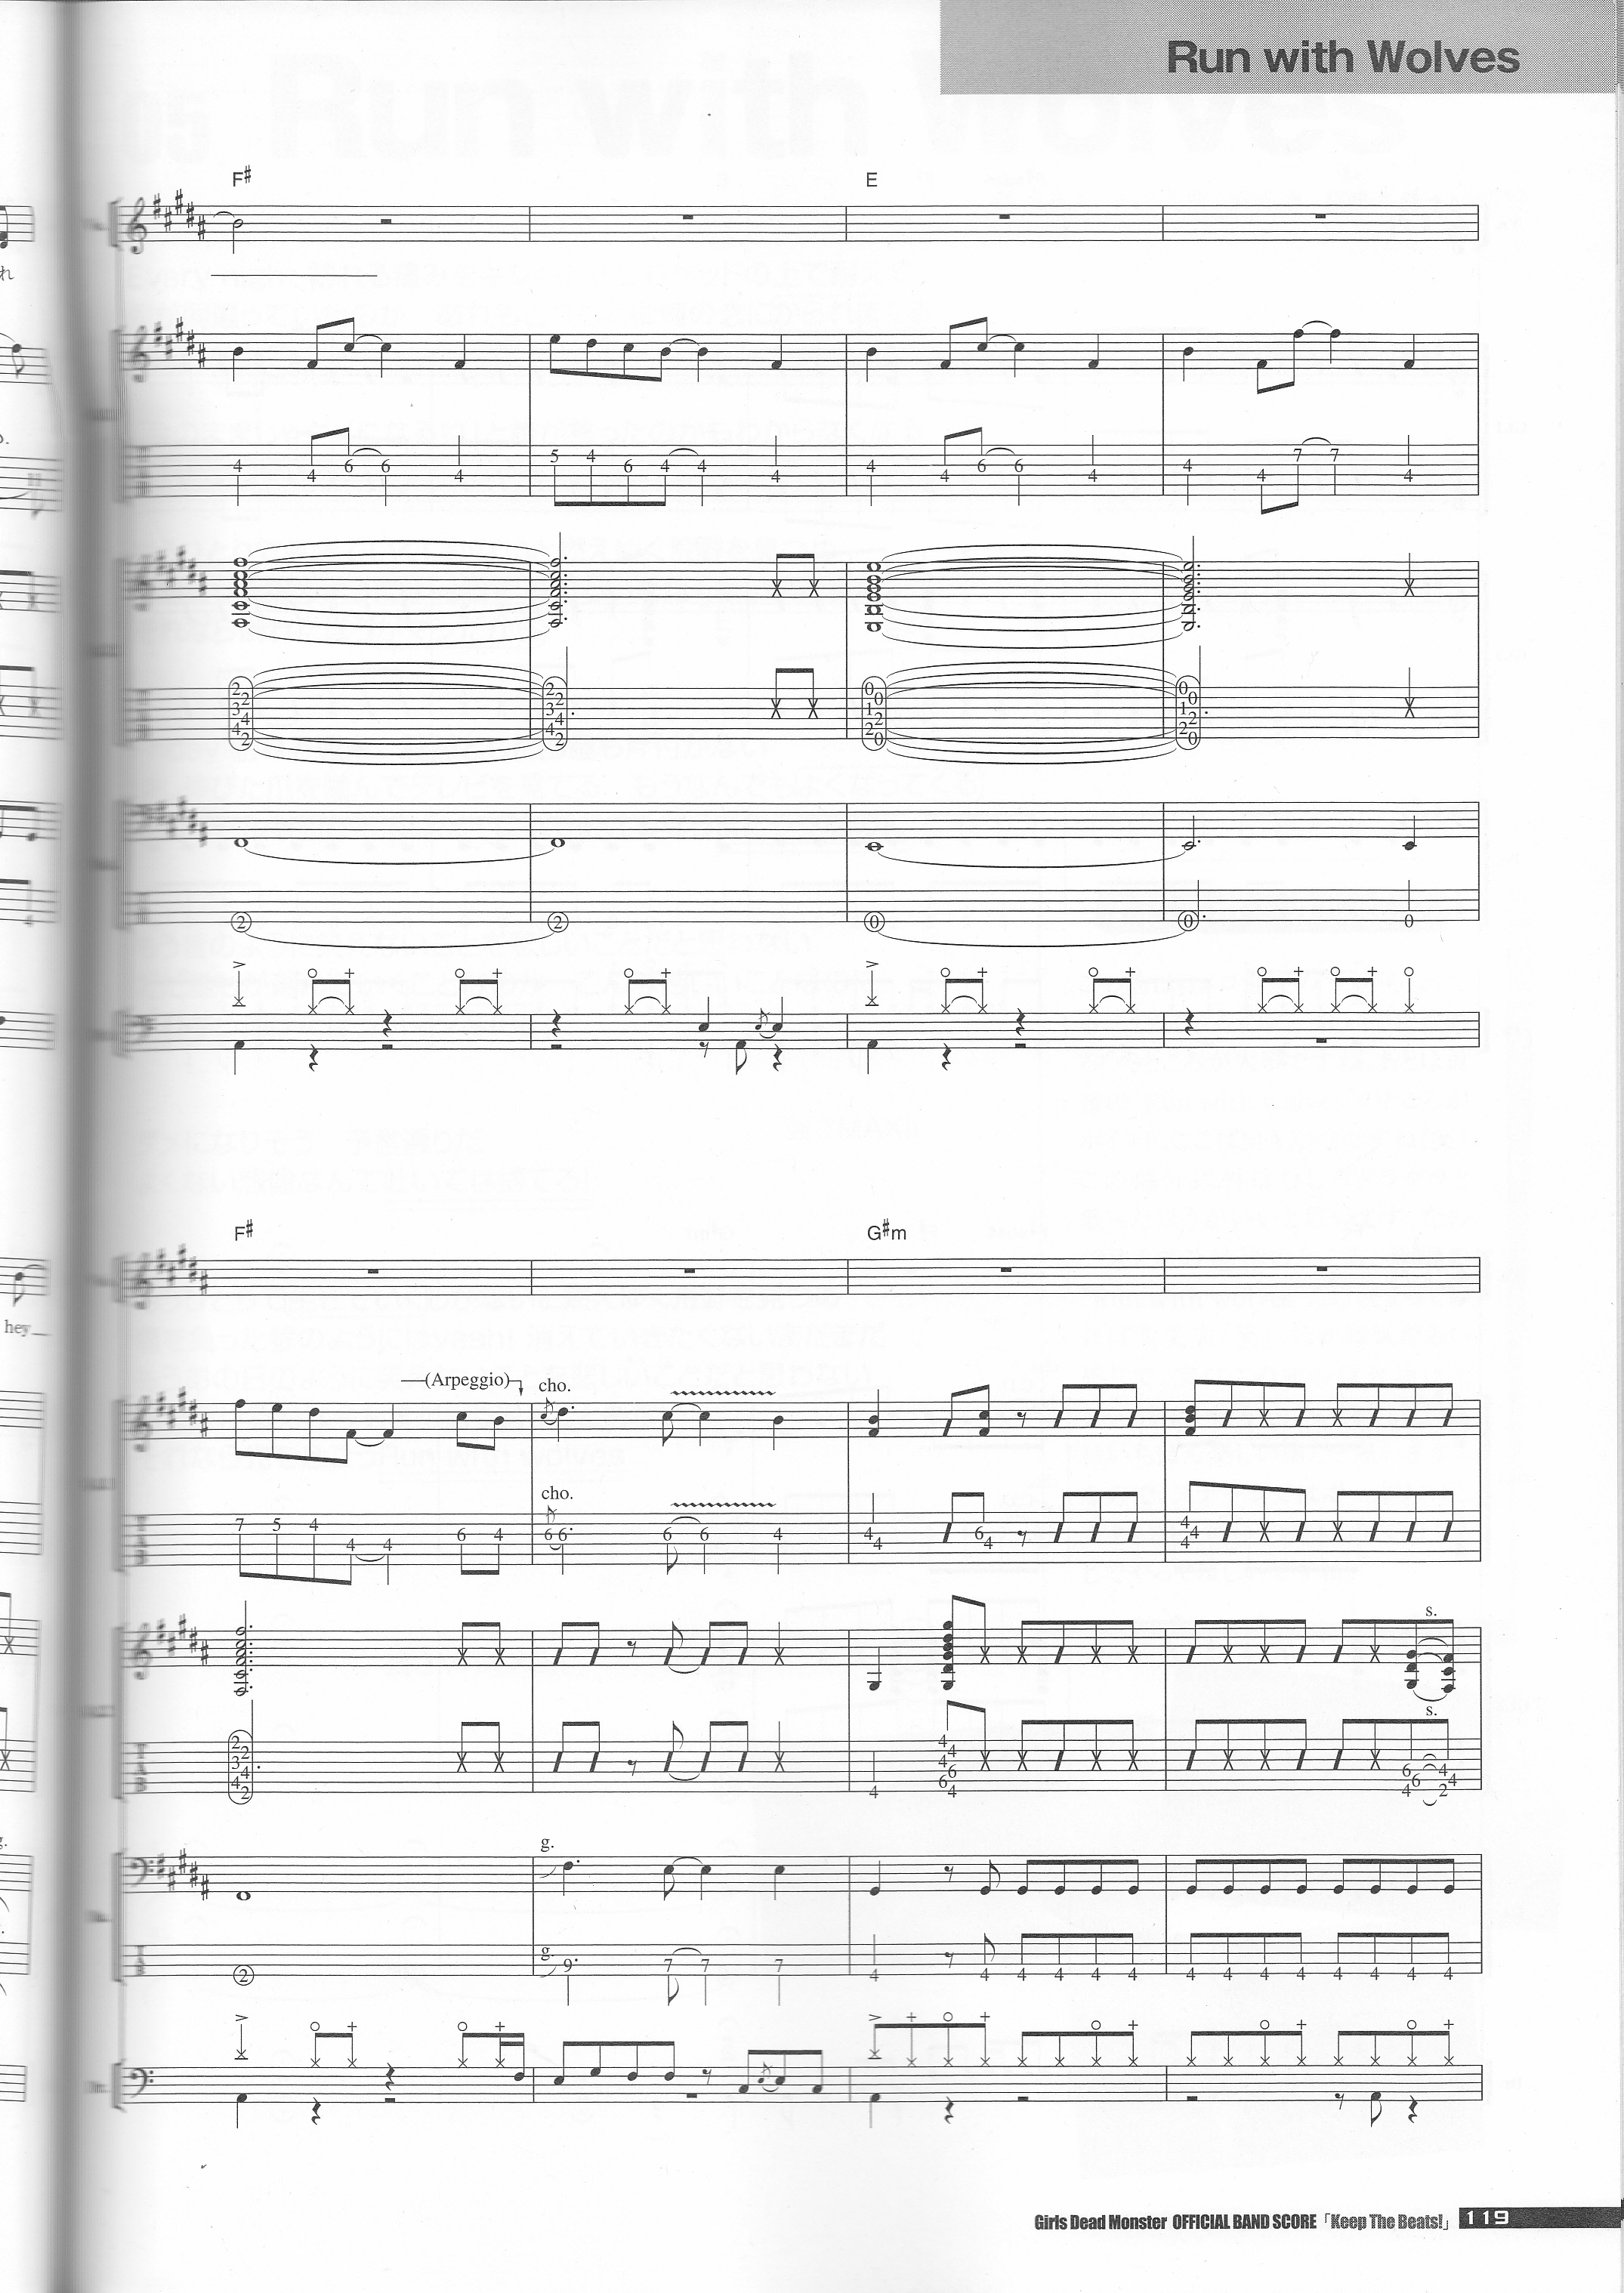 Run with Wolves
F# E
れ
4 4 6 6 4 5 4 6 4 4 4 4 4 6 6 4 4 4 7 7 4
2 2 3 4 4 2 2 2 3 4 4 2 0 0 1 2 2 0 0 0 1 2 2 0
2 2 0 0 0
F# G#m
hey
(Arpeggio) cho.
cho.
7 5 4 4 4 6 4 6 6 6 6 4 4 4 6 4 4 4 4
s.
s.
2 2 3 4 4 2 4 4 4 4 6 6 4 6 6 4 4 4 2
g.
g.
2 9 7 7 7 4 4 4 4 4 4 4 4 4 4 4 4 4 4
Girls Dead Monster OFFICIAL BAND SCORE「Keep The Beats!」 119